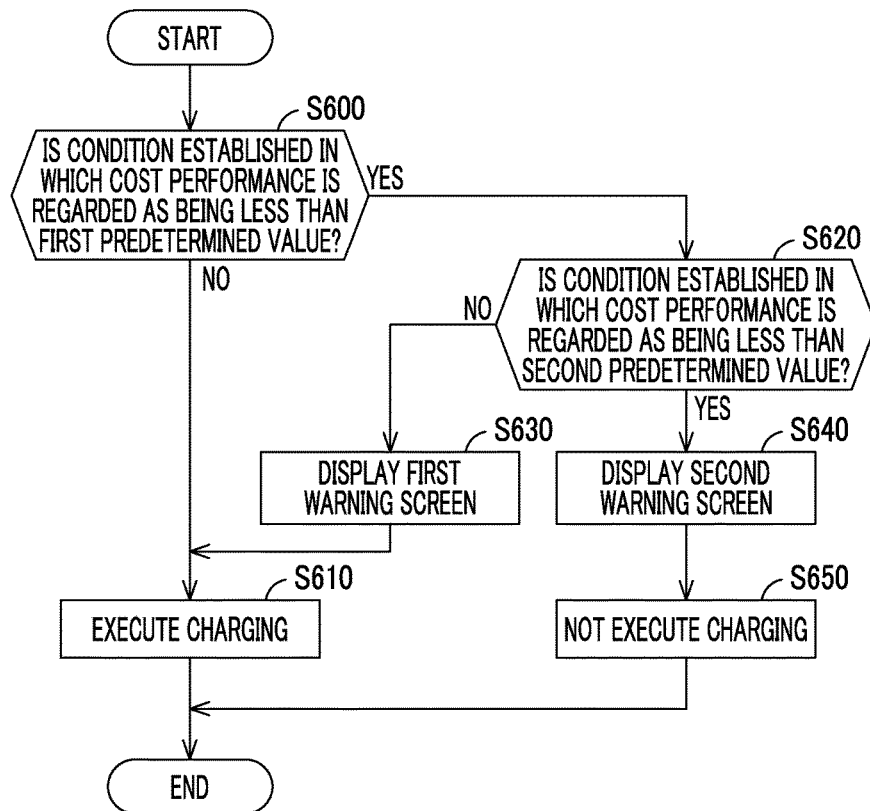 START
S600
IS CONDITION ESTABLISHED IN
WHICH COST PERFORMANCE IS
REGARDED AS BEING LESS THAN
FIRST PREDETERMINED VALUE?
YES
NO
S620
IS CONDITION ESTABLISHED IN
WHICH COST PERFORMANCE IS
REGARDED AS BEING LESS THAN
SECOND PREDETERMINED VALUE?
NO
YES
S630
DISPLAY FIRST
WARNING SCREEN
S640
DISPLAY SECOND
WARNING SCREEN
S610
EXECUTE CHARGING
S650
NOT EXECUTE CHARGING
END